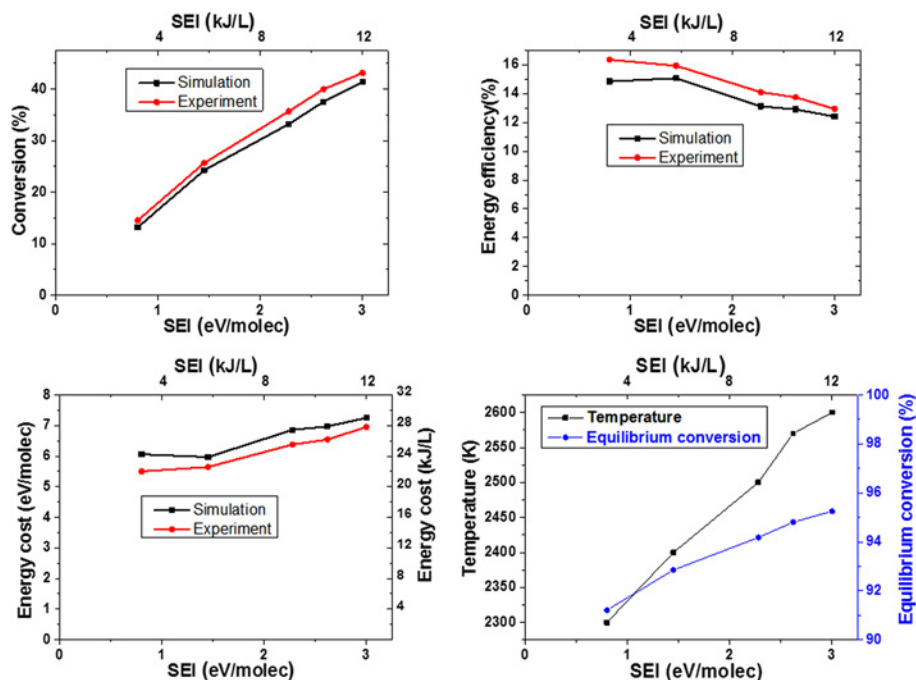 SEI (kJ/L)
4 8 12
Conversion (%)
40
30
20
10
0
Simulation
Experiment
0 1 2 3
SEI (eV/molec)
SEI (kJ/L)
4 8 12
Energy efficiency(%)
16
14
12
10
8
6
4
2
0
Simulation
Experiment
0 1 2 3
SEI (eV/molec)
SEI (kJ/L)
4 8 12
Energy cost (eV/molec)
8
7
6
5
4
3
2
1
0
Simulation
Experiment
32
28
24
20
16
12
8
4
Energy cost (kJ/L)
0 1 2 3
SEI (eV/molec)
SEI (kJ/L)
4 8 12
Temperature (K)
2600
2550
2500
2450
2400
2350
2300
Temperature
Equilibrium conversion
100
98
96
94
92
90
Equilibrium conversion (%)
0 1 2 3
SEI (eV/molec)